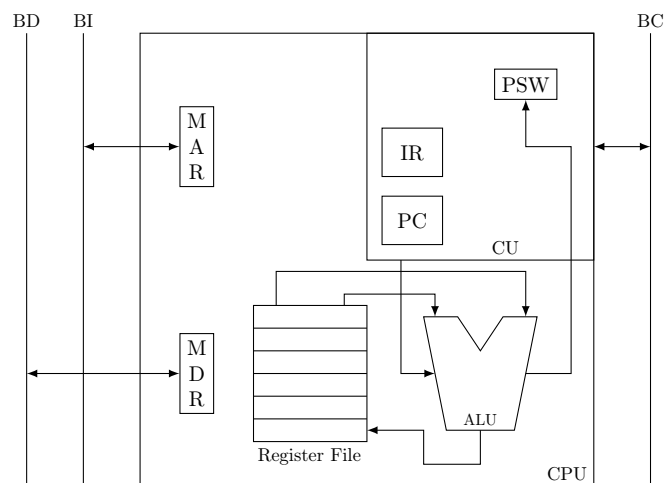 BD BI BC
PSW
M
A
R
IR
PC
CU
M
D
R
ALU
Register File
CPU